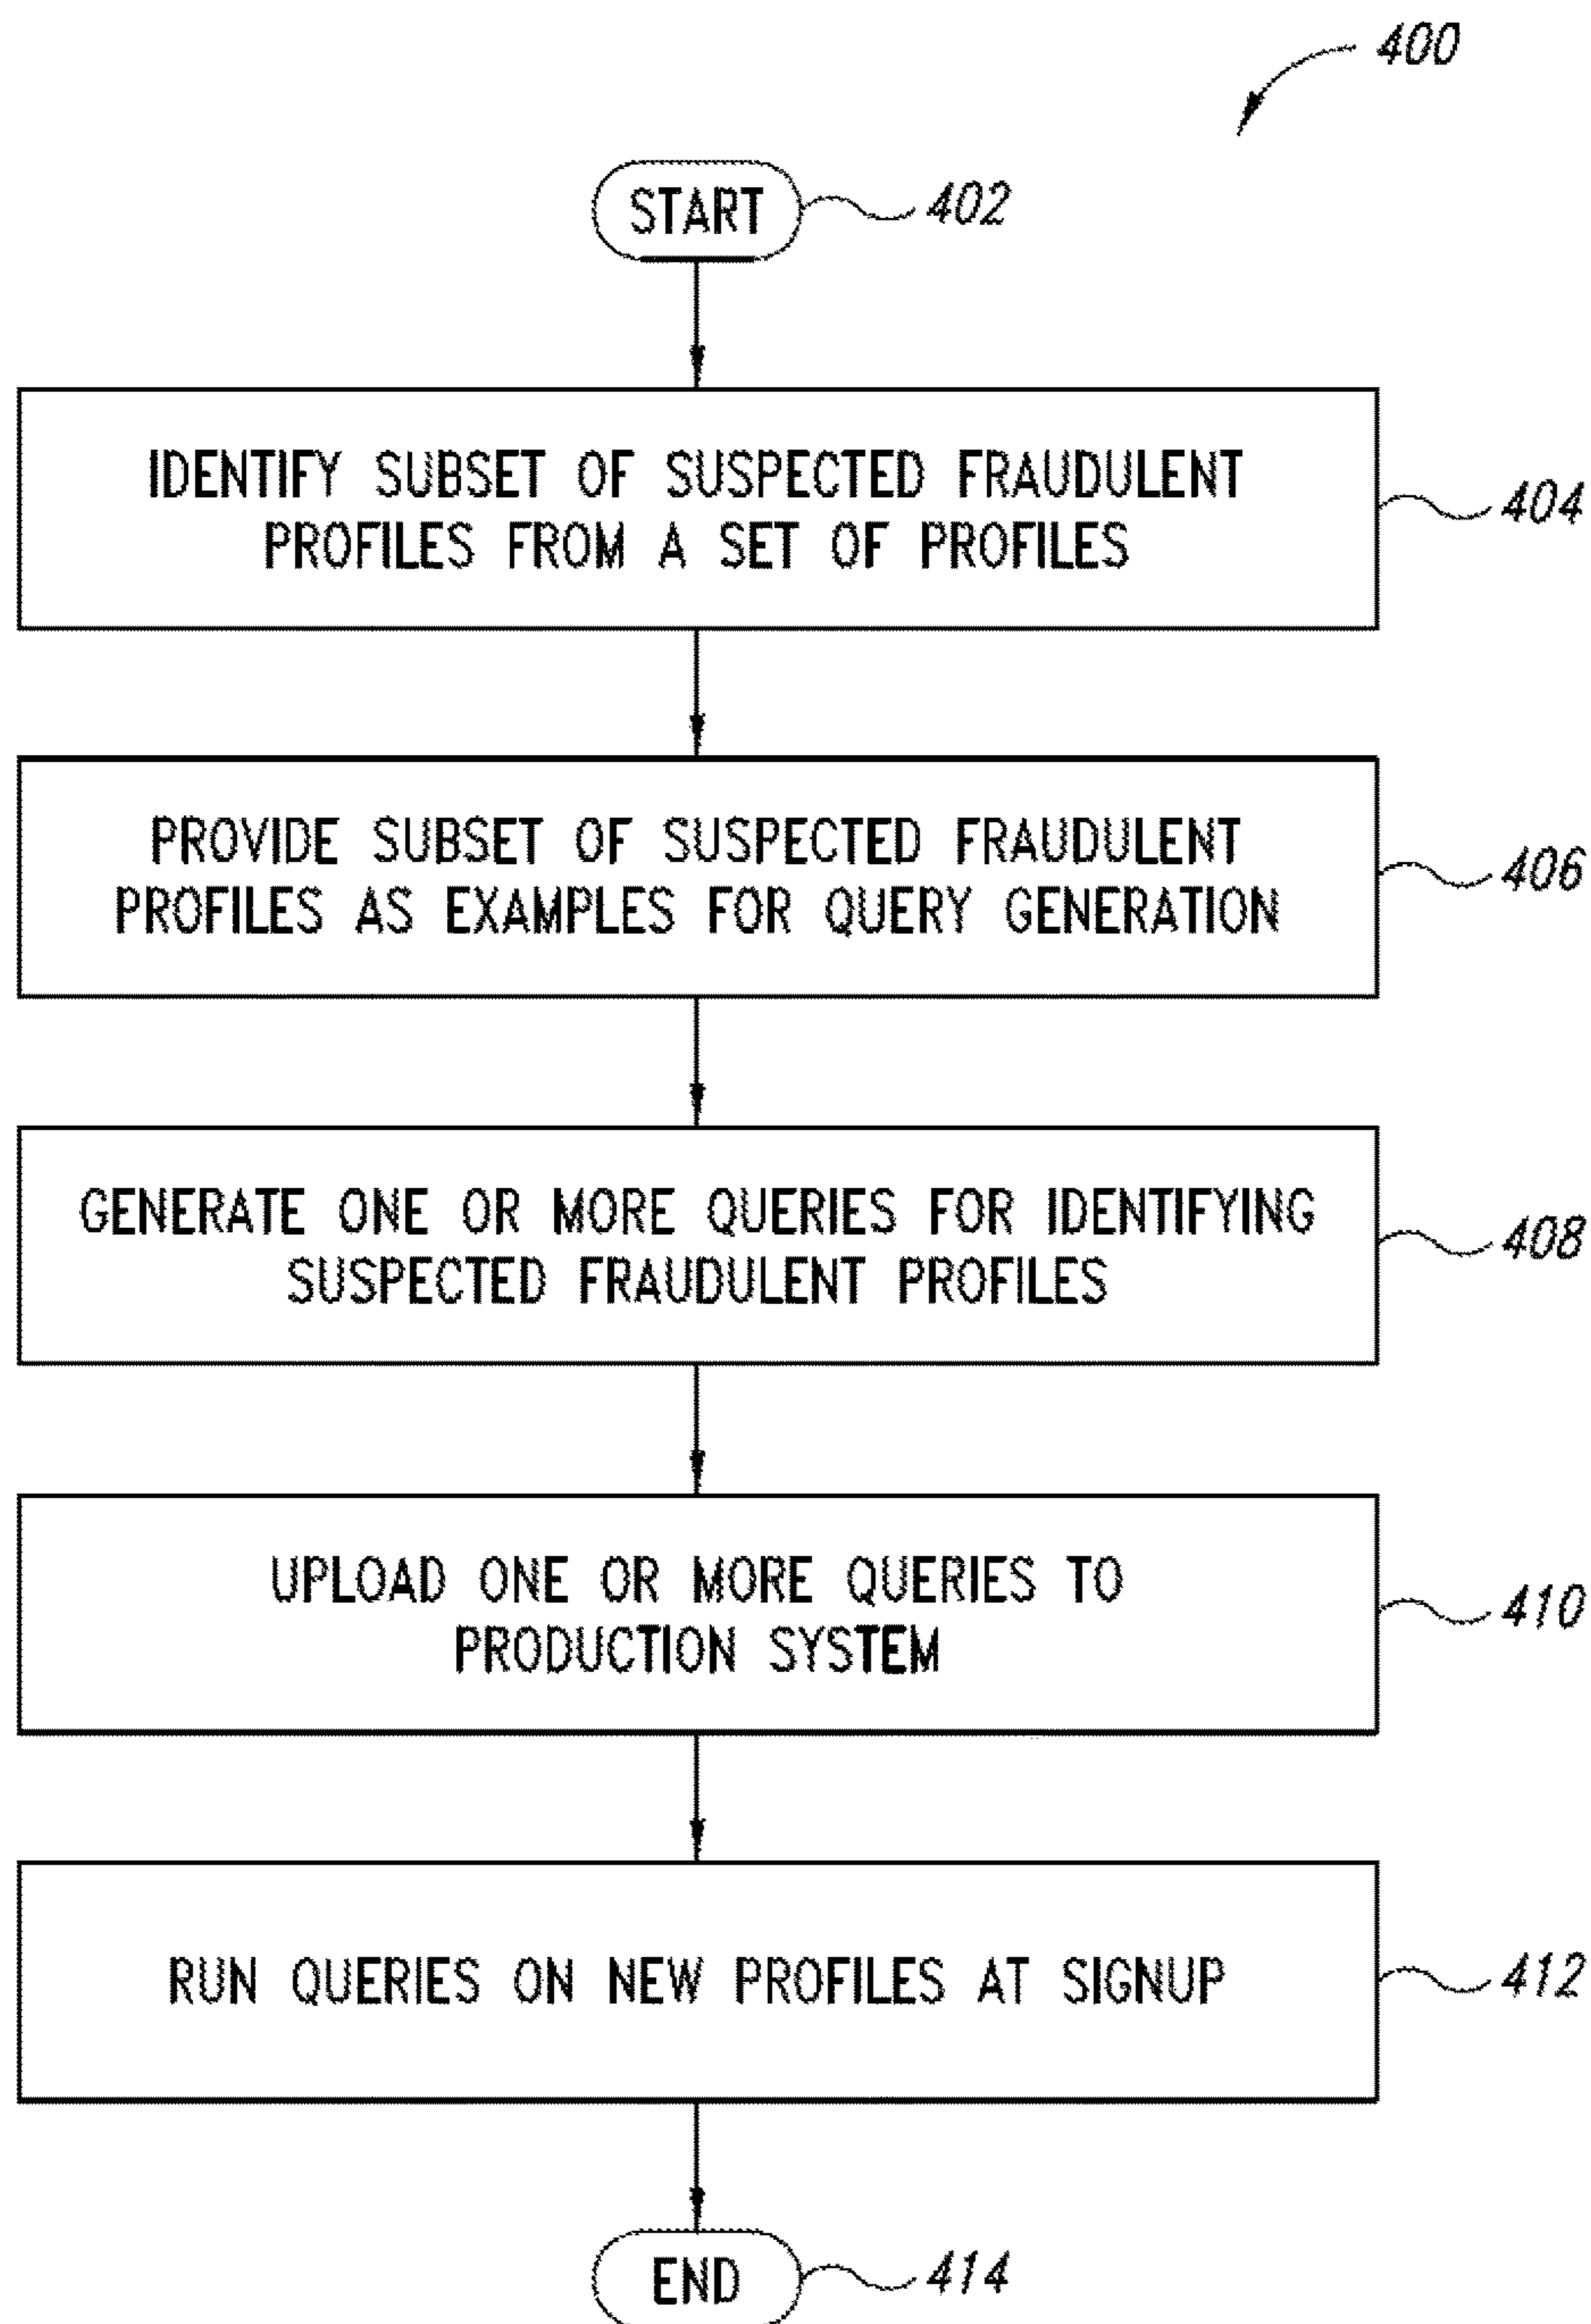 400
START 402
IDENTIFY SUBSET OF SUSPECTED FRAUDULENT
PROFILES FROM A SET OF PROFILES
404
PROVIDE SUBSET OF SUSPECTED FRAUDULENT
PROFILES AS EXAMPLES FOR QUERY GENERATION
406
GENERATE ONE OR MORE QUERIES FOR IDENTIFYING
SUSPECTED FRAUDULENT PROFILES
408
UPLOAD ONE OR MORE QUERIES TO
PRODUCTION SYSTEM
410
RUN QUERIES ON NEW PROFILES AT SIGNUP
412
END 414